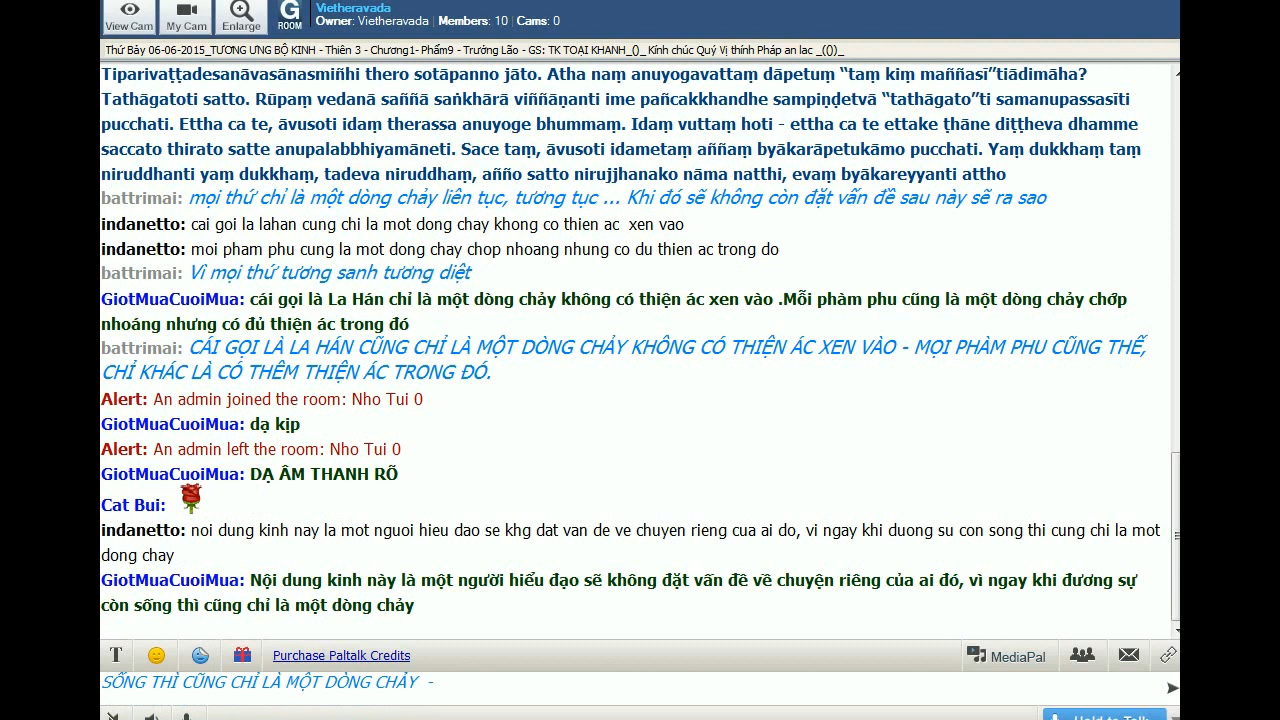 Vietheravada
View Cam My Cam Enlarge G ROOM Owner: Vietheravada | Members: 10 | Cams: 0
Thứ Bảy 06-06-2015_TƯƠNG ƯNG BỘ KINH - Thiên 3 - Chương1- Phẩm9 - Trưởng Lão - GS: TK TOẠI KHANH_()_ Kính chúc Quý Vị thính Pháp an lac _(())_
Tiparivaṭṭadesanāvasānasmiñhi thero sotāpanno jāto. Atha naṃ anuyogavattaṃ dāpetuṃ “taṃ kiṃ maññasī”tiādimāha?
Tathāgatoti satto. Rūpaṃ vedanā saññā saṅkhārā viññāṇanti ime pañcakkhandhe sampiṇḍetvā “tathāgato”ti samanupassasīti
pucchati. Ettha ca te, āvusoti idaṃ therassa anuyoge bhummaṃ. Idaṃ vuttaṃ hoti - ettha ca te ettake ṭhāne diṭṭheva dhamme
saccato thirato satte anupalabbhiyamāneti. Sace taṃ, āvusoti idametaṃ aññaṃ byākarāpetukāmo pucchati. Yaṃ dukkhaṃ taṃ
niruddhanti yaṃ dukkhaṃ, tadeva niruddhaṃ, añño satto nirujjhanako nāma natthi, evaṃ byākareyyanti attho
battrimai: mọi thứ chỉ là một dòng chảy liên tục, tương tục ... Khi đó sẽ không còn đặt vấn đề sau này sẽ ra sao
indanetto: cai goi la lahan cung chi la mot dong chay khong co thien ac xen vao
indanetto: moi pham phu cung la mot dong chay chop nhoang nhung co du thien ac trong do
battrimai: Vì mọi thứ tương sanh tương diệt
GiotMuaCuoiMua: cái gọi là La Hán chỉ là một dòng chảy không có thiện ác xen vào .Mỗi phàm phu cũng là một dòng chảy chớp
nhoáng nhưng có đủ thiện ác trong đó
battrimai: CÁI GỌI LÀ LA HÁN CŨNG CHỈ LÀ MỘT DÒNG CHẢY KHÔNG CÓ THIỆN ÁC XEN VÀO - MỌI PHÀM PHU CŨNG THẾ,
CHỈ KHÁC LÀ CÓ THÊM THIỆN ÁC TRONG ĐÓ.
Alert: An admin joined the room: Nho Tui 0
GiotMuaCuoiMua: dạ kịp
Alert: An admin left the room: Nho Tui 0
GiotMuaCuoiMua: DẠ ÂM THANH RÕ
Cat Bui:
indanetto: noi dung kinh nay la mot nguoi hieu dao se khg dat van de ve chuyen rieng cua ai do, vi ngay khi duong su con song thi cung chi la mot
dong chay
GiotMuaCuoiMua: Nội dung kinh này là một người hiểu đạo sẽ không đặt vấn đề về chuyện riêng của ai đó, vì ngay khi đương sự
còn sống thì cũng chỉ là một dòng chảy
T Purchase Paltalk Credits MediaPal
SỐNG THÌ CŨNG CHỈ LÀ MỘT DÒNG CHẢY -
Hold to Talk